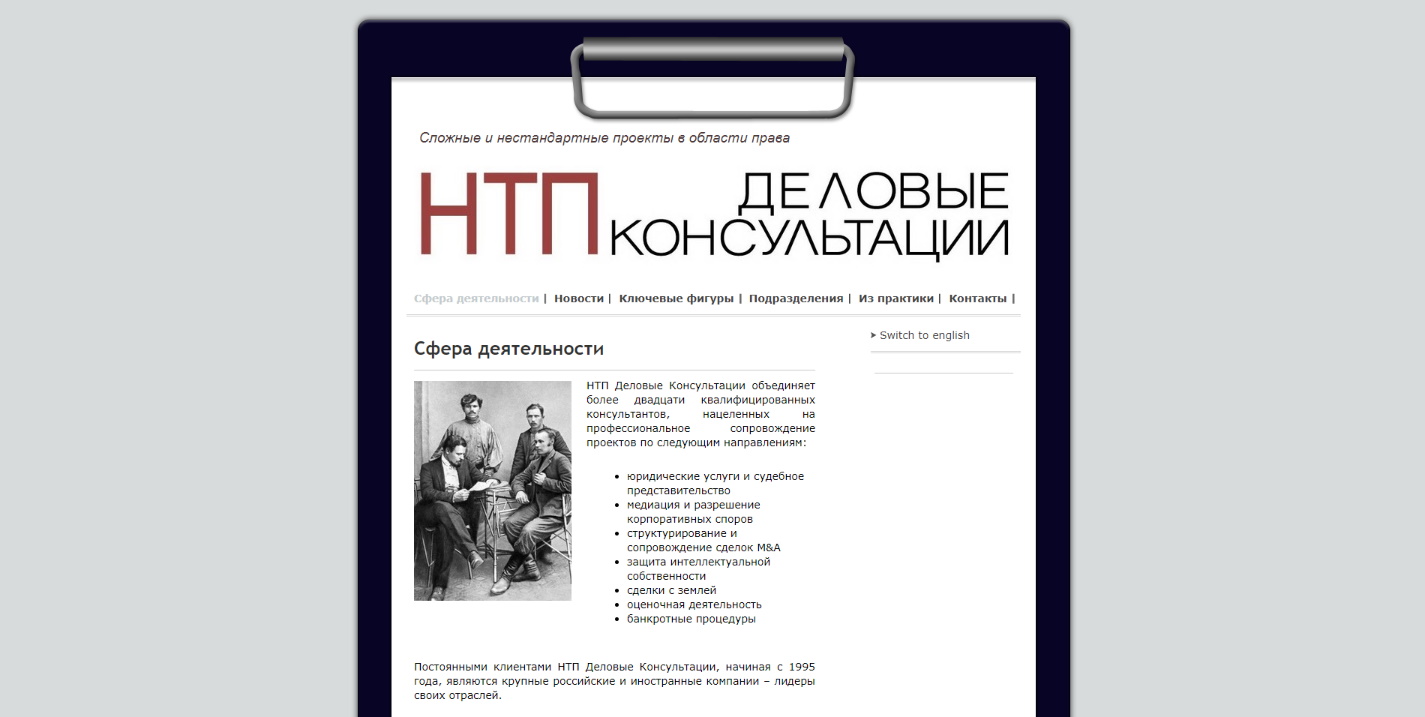 Сложные и нестандартные проекты в области права
НТП ДЕЛОВЫЕ
КОНСУЛЬТАЦИИ
Сфера деятельности | Новости | Ключевые фигуры | Подразделения | Из практики | Контакты |
Switch to english
Сфера деятельности
НТП Деловые Консультации объединяет
более двадцати квалифицированных
консультантов, нацеленных на
профессиональное сопровождение
проектов по следующим направлениям:
• юридические услуги и судебное
представительство
• медиация и разрешение
корпоративных споров
• структурирование и
сопровождение сделок M&A
• защита интеллектуальной
собственности
• сделки с землей
• оценочная деятельность
• банкротные процедуры
Постоянными клиентами НТП Деловые Консультации, начиная с 1995
года, являются крупные российские и иностранные компании – лидеры
своих отраслей.